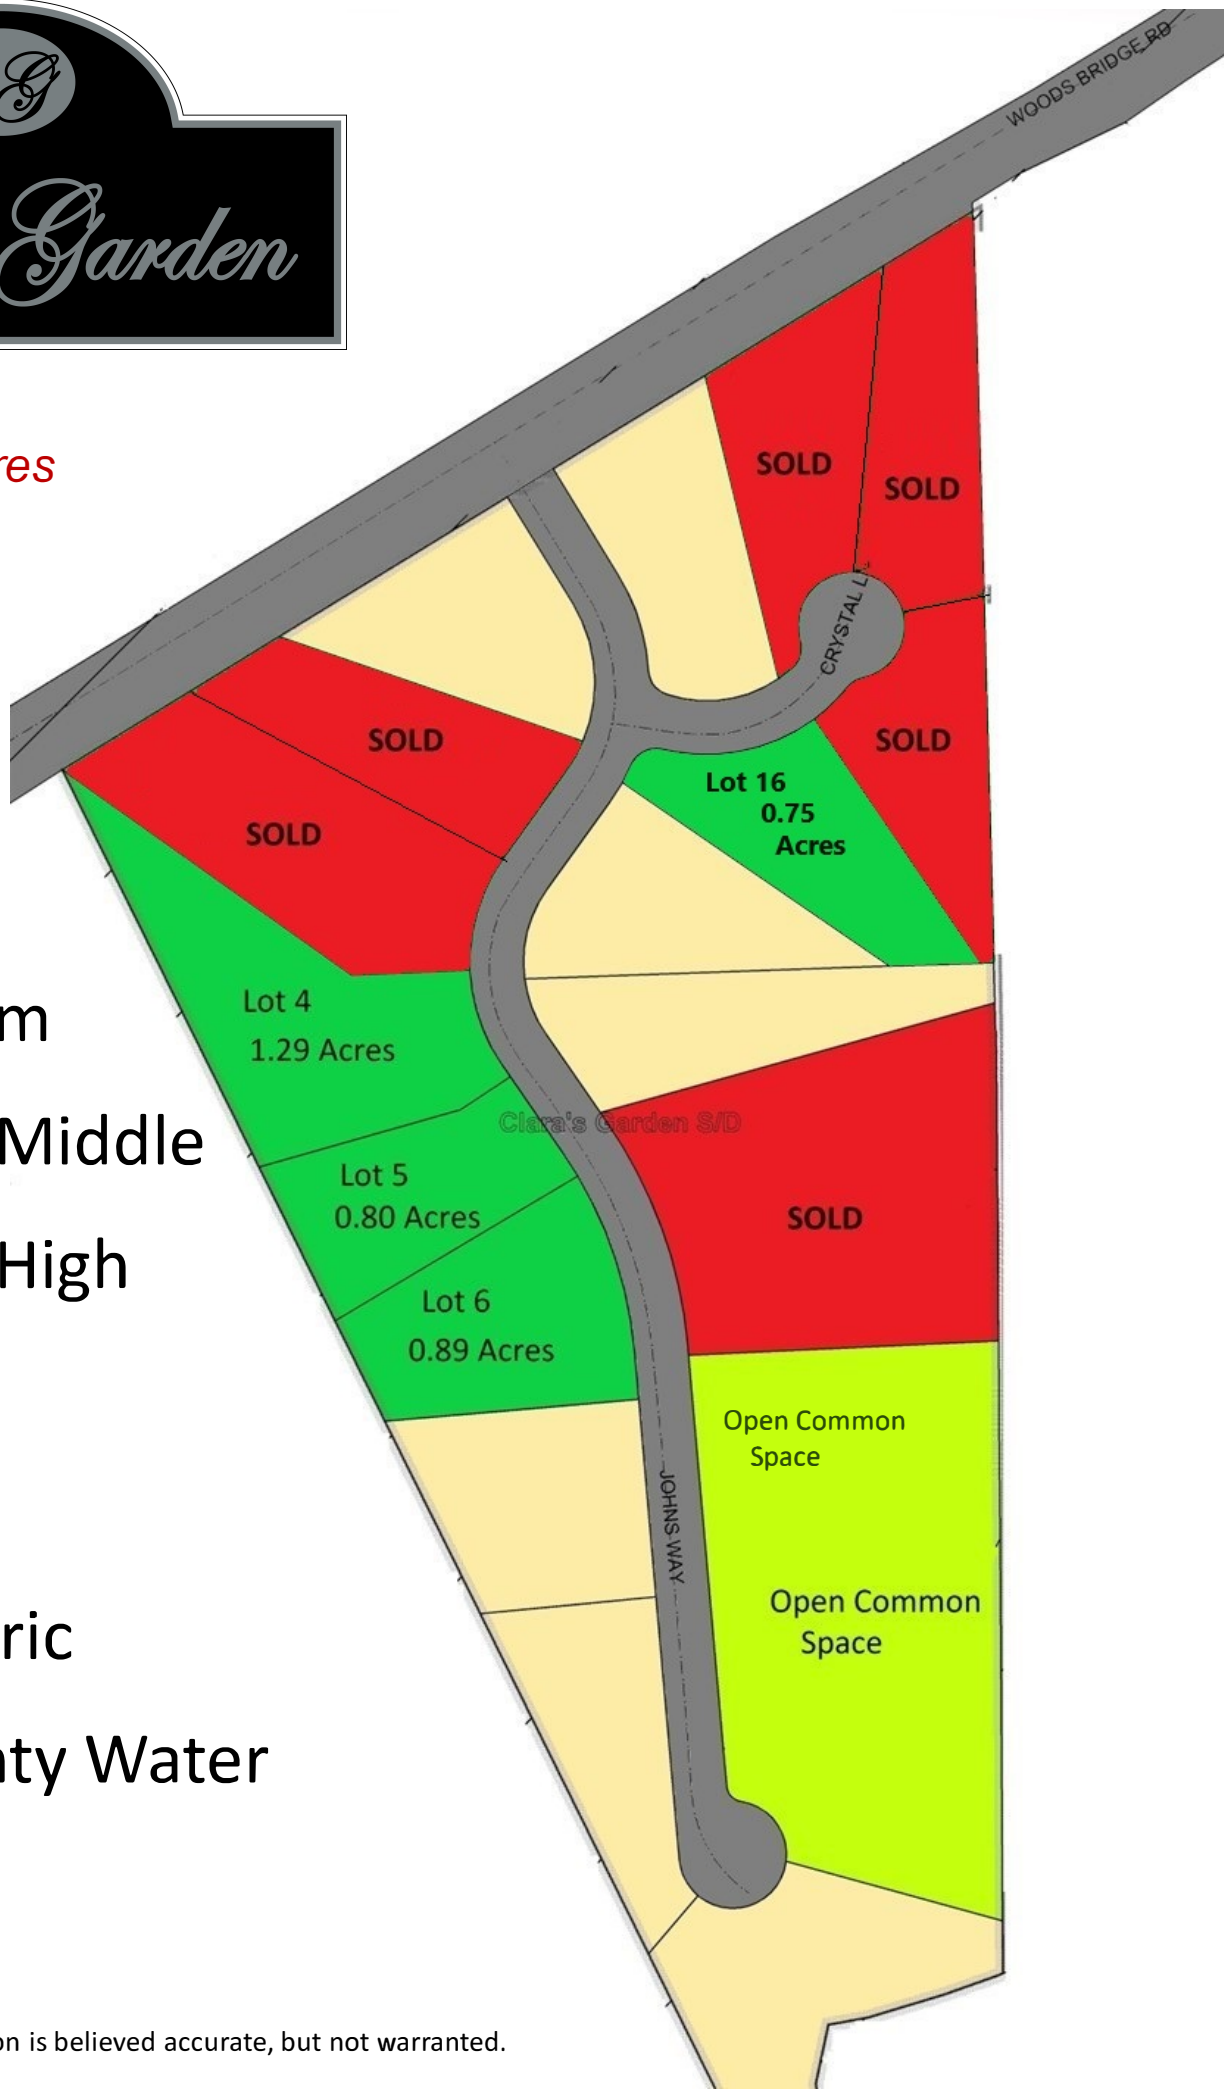 WOODS BRIDGE RD
G
Garden
res
SOLD
SOLD
CRYSTAL LN
SOLD
SOLD
SOLD
Lot 16
0.75
Acres
Lot 4
1.29 Acres
m
Clara's Garden S/D
Middle
Lot 5
0.80 Acres
SOLD
High
Lot 6
0.89 Acres
Open Common
Space
JOHNS WAY
Open Common
Space
ric
nty Water
on is believed accurate, but not warranted.